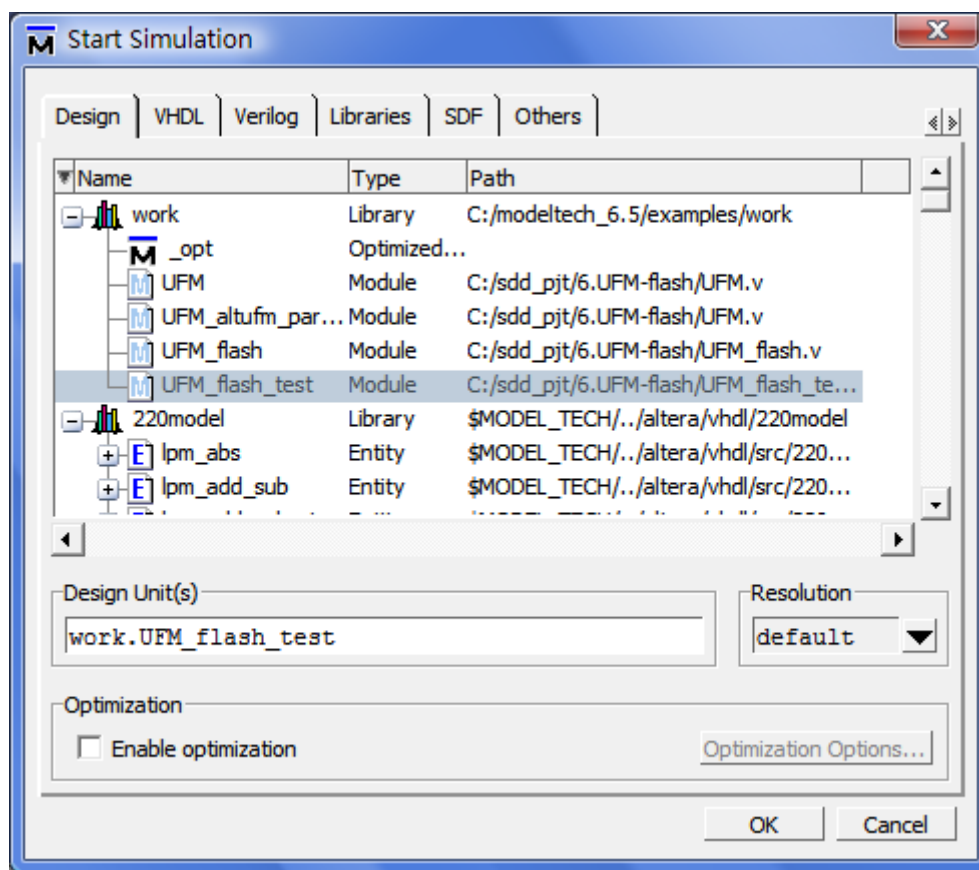 Start Simulation
Design VHDL Verilog Libraries SDF Others
Name Type Path
work Library C:/modeltech_6.5/examples/work
_opt Optimized...
UFM Module C:/sdd_pjt/6.UFM-flash/UFM.v
UFM_altufm_par... Module C:/sdd_pjt/6.UFM-flash/UFM.v
UFM_flash Module C:/sdd_pjt/6.UFM-flash/UFM_flash.v
UFM_flash_test Module C:/sdd_pjt/6.UFM-flash/UFM_flash_te...
220model Library $MODEL_TECH/../altera/vhdl/220model
lpm_abs Entity $MODEL_TECH/../altera/vhdl/src/220...
lpm_add_sub Entity $MODEL_TECH/../altera/vhdl/src/220...
Design Unit(s) Resolution
work.UFM_flash_test default
Optimization
Enable optimization Optimization Options...
OK Cancel